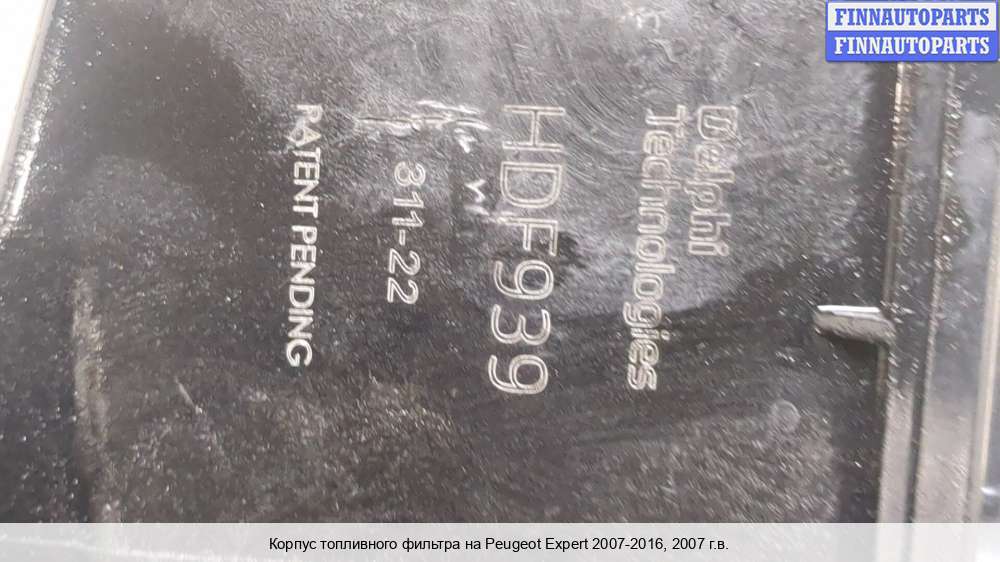 FINNAUTOPARTS
FINNAUTOPARTS
Delphi
Technologies
HDF939
311-22
PATENT PENDING
Корпус топливного фильтра на Peugeot Expert 2007-2016, 2007 г.в.